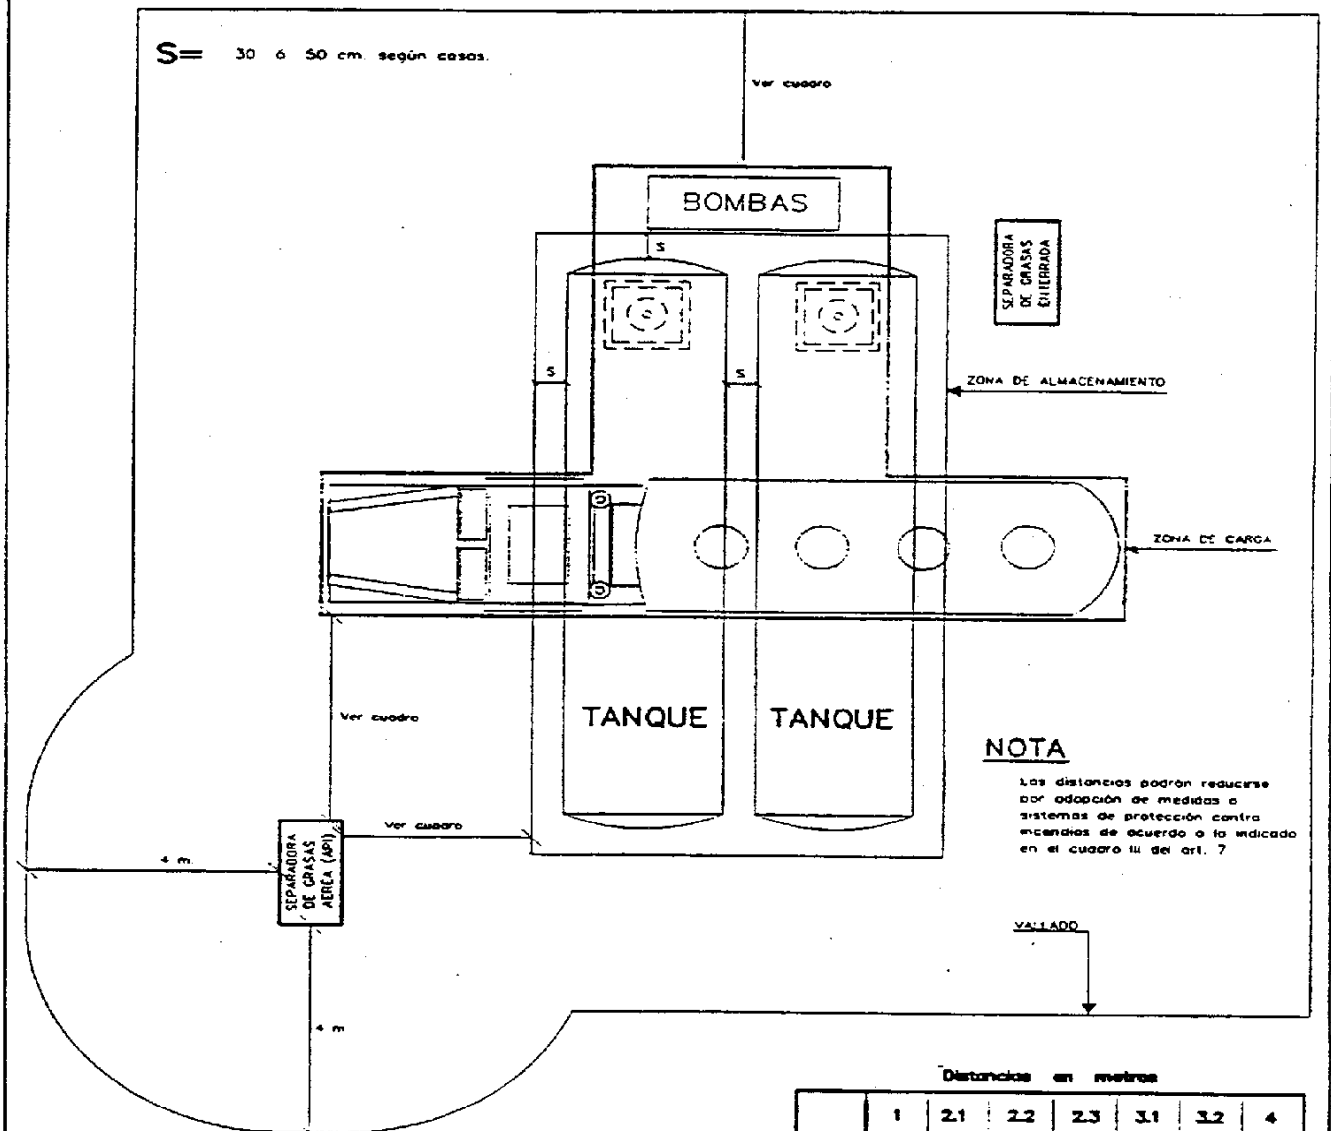 S= 30 ó 50 cm. según casos.
Ver cuadro
BOMBAS
S
SEPARADORA
DE GRASAS
ENTERRADA
S
S
ZONA DE ALMACENAMIENTO
ZONA DE CARGA
Ver cuadro
TANQUE
TANQUE
NOTA
Las distancias podrán reducirse
por adopción de medidas o
sistemas de protección contra
incendios de acuerdo a lo indicado
en el cuadro III del art. 7
Ver cuadro
4 m.
SEPARADORA
DE GRASAS
AEREA (API)
VALLADO
4 m
Distancias en metros
1 2.1 2.2 2.3 3.1 3.2 4